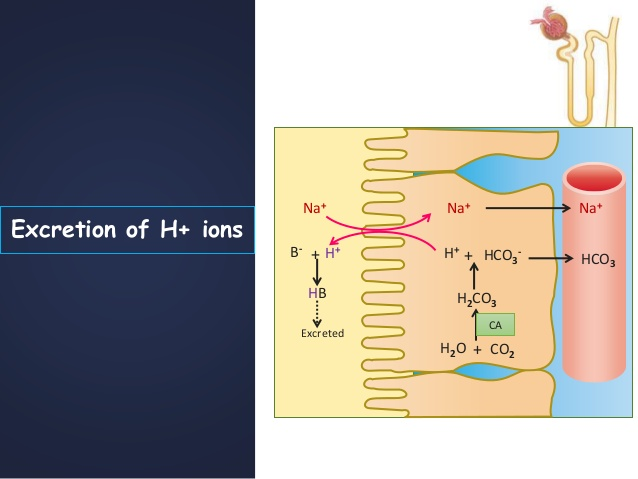 Excretion of H+ ions
Na⁺ Na⁺ Na⁺
B⁻ + H⁺ H⁺ + HCO₃⁻ HCO₃
HB H₂CO₃
CA
Excreted
H₂O + CO₂